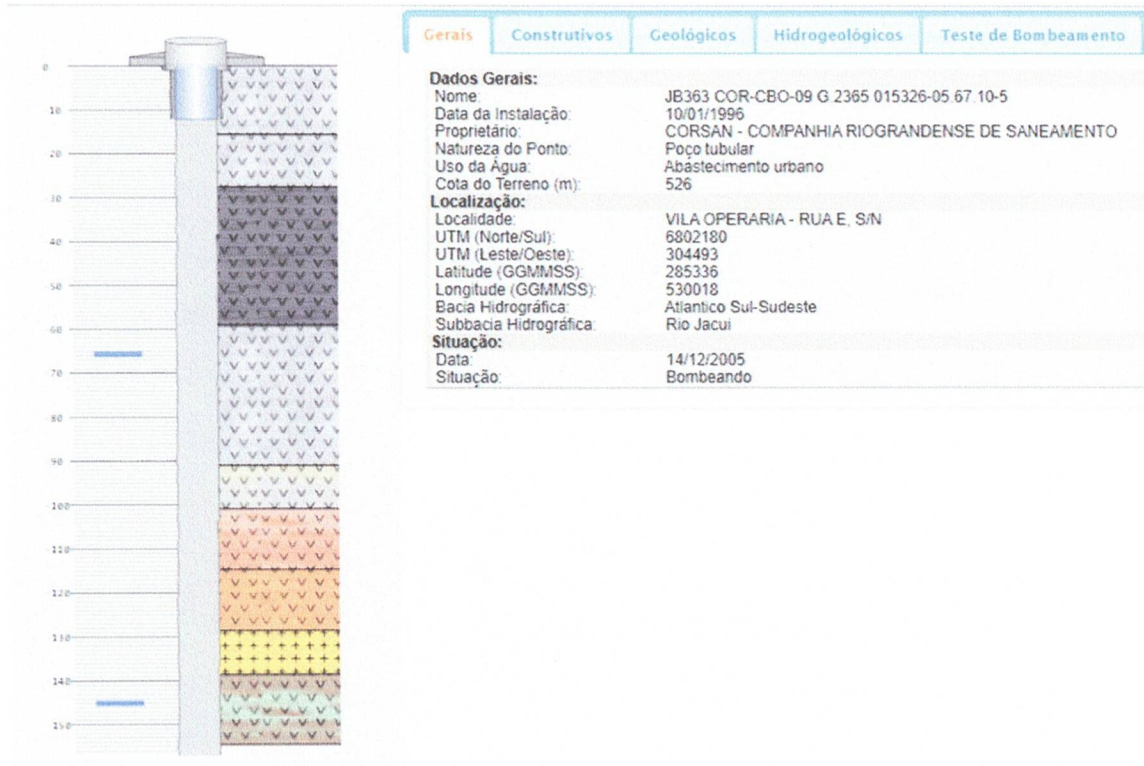 Gerais Construtivos Geológicos Hidrogeológicos Teste de Bombeamento
Dados Gerais:
Nome: JB363 COR-CBO-09 G 2365 015326-05.67.10-5
Data da Instalação: 10/01/1996
Proprietário: CORSAN - COMPANHIA RIOGRANDENSE DE SANEAMENTO
Natureza do Ponto: Poço tubular
Uso da Água: Abastecimento urbano
Cota do Terreno (m): 526
Localização:
Localidade: VILA OPERARIA - RUA E, S/N
UTM (Norte/Sul): 6802180
UTM (Leste/Oeste): 304493
Latitude (GGMMSS): 285336
Longitude (GGMMSS): 530018
Bacia Hidrográfica: Atlantico Sul-Sudeste
Subbacia Hidrográfica: Rio Jacui
Situação:
Data: 14/12/2005
Situação: Bombeando
0
10
20
30
40
50
60
70
80
90
100
110
120
130
140
150